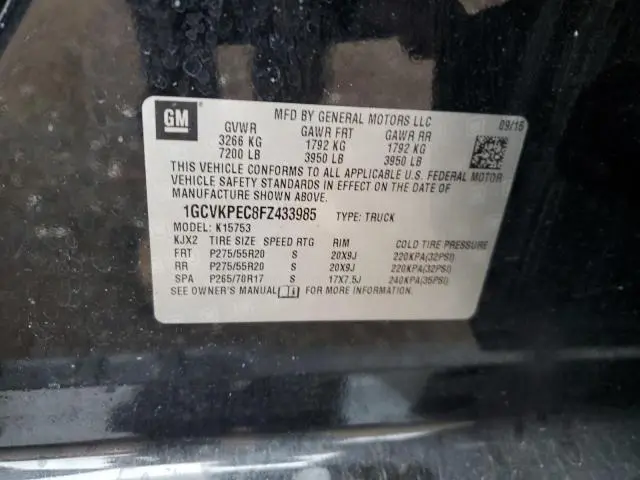 GM
MFD BY GENERAL MOTORS LLC
09/15
GVWR GAWR FRT GAWR RR
3266 KG 1792 KG 1792 KG
7200 LB 3950 LB 3950 LB
THIS VEHICLE CONFORMS TO ALL APPLICABLE U.S. FEDERAL MOTOR
VEHICLE SAFETY STANDARDS IN EFFECT ON THE DATE OF
MANUFACTURE SHOWN ABOVE.
1GCVKPEC8FZ433985 TYPE: TRUCK
MODEL: K15753
KJX2 TIRE SIZE SPEED RTG RIM COLD TIRE PRESSURE
FRT P275/55R20 S 20X9J 220KPA(32PSI)
RR P275/55R20 S 20X9J 220KPA(32PSI)
SPA P265/70R17 S 17X7.5J 240KPA(35PSI)
SEE OWNER'S MANUAL FOR MORE INFORMATION.